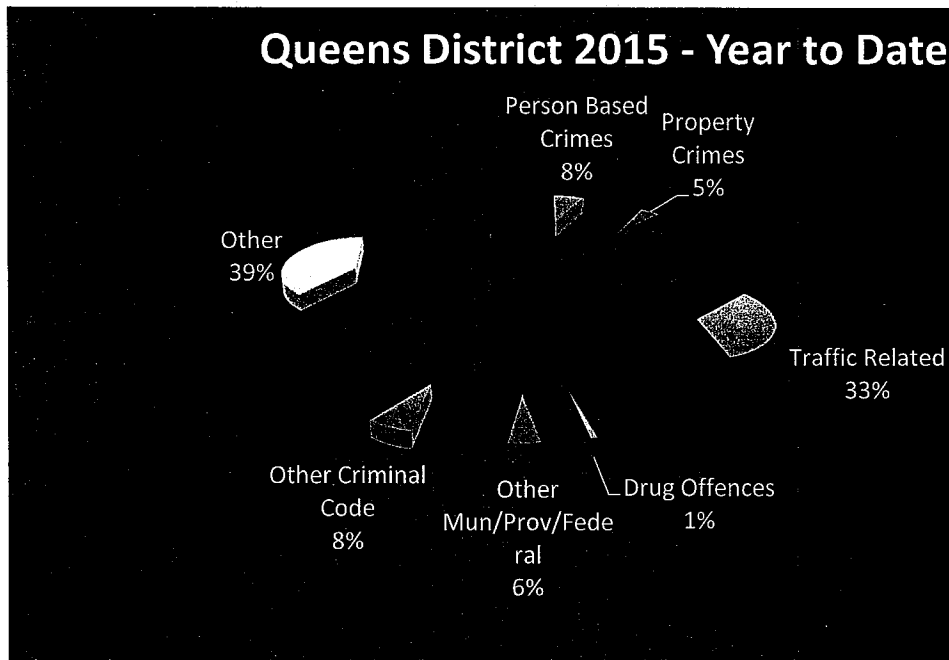 Queens District 2015 - Year to Date
Person Based
Crimes
8%
Property
Crimes
5%
Other
39%
Traffic Related
33%
Other Criminal
Code
8%
Other
Mun/Prov/Fede
ral
6%
Drug Offences
1%